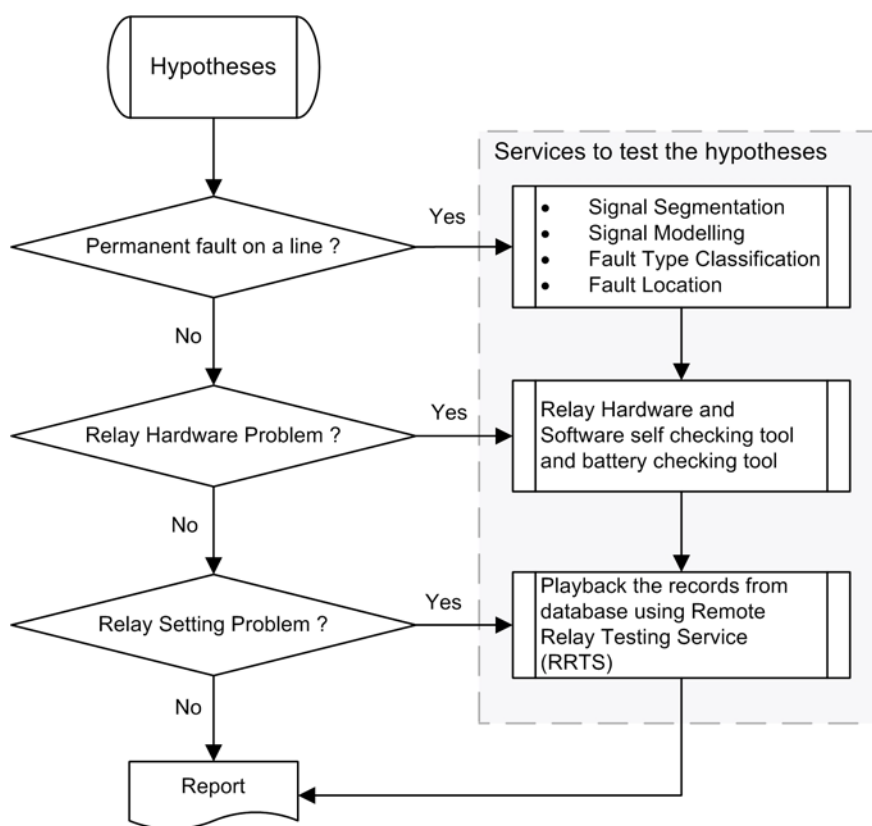 Hypotheses
Services to test the hypotheses
Permanent fault on a line ?
Yes
• Signal Segmentation
• Signal Modelling
• Fault Type Classification
• Fault Location
No
Relay Hardware Problem ?
Yes
Relay Hardware and
Software self checking tool
and battery checking tool
No
Relay Setting Problem ?
Yes
Playback the records from
database using Remote
Relay Testing Service
(RRTS)
No
Report